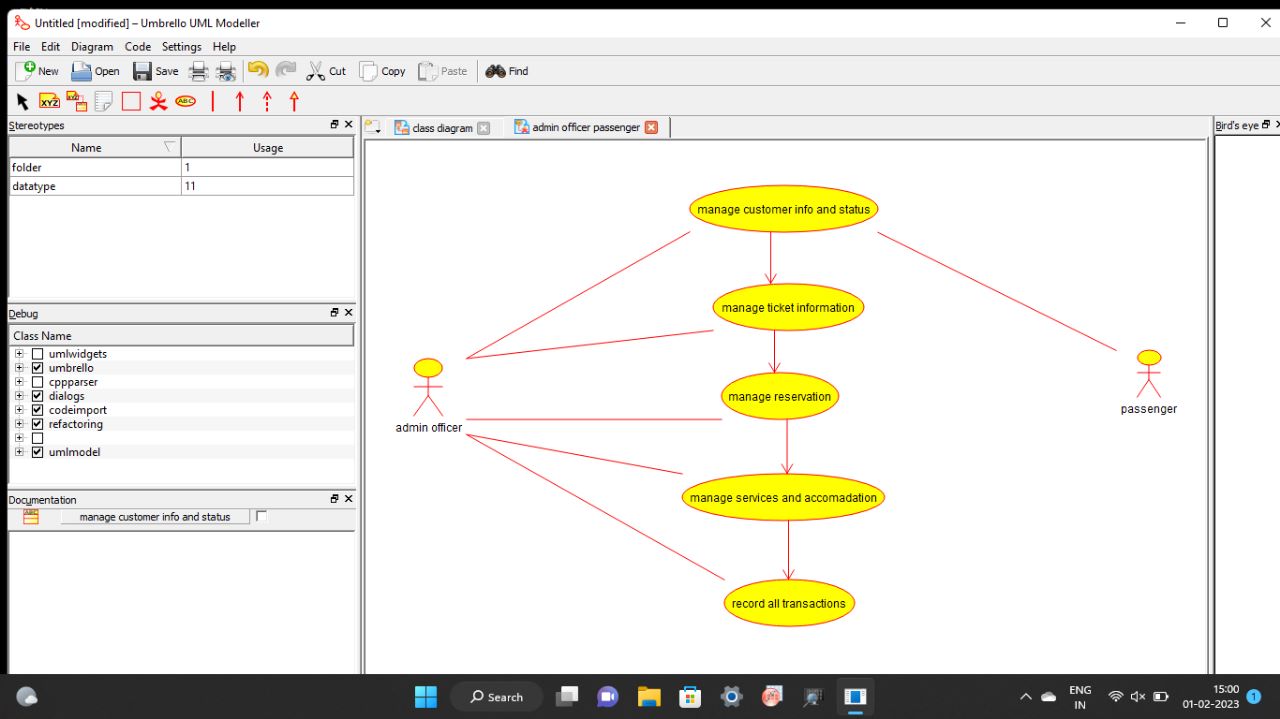 Untitled [modified] – Umbrello UML Modeller
File Edit Diagram Code Settings Help
New Open Save Cut Copy Paste Find
XYZ XYZ ABC
Stereotypes
class diagram
admin officer passenger
Bird's eye
Name Usage
folder 1
datatype 11
manage customer info and status
manage ticket information
manage reservation
manage services and accomadation
record all transactions
admin officer
passenger
Debug
Class Name
umlwidgets
umbrello
cppparser
dialogs
codeimport
refactoring
umlmodel
Documentation
ABC
manage customer info and status
Search
ENG
IN
15:00
01-02-2023
1